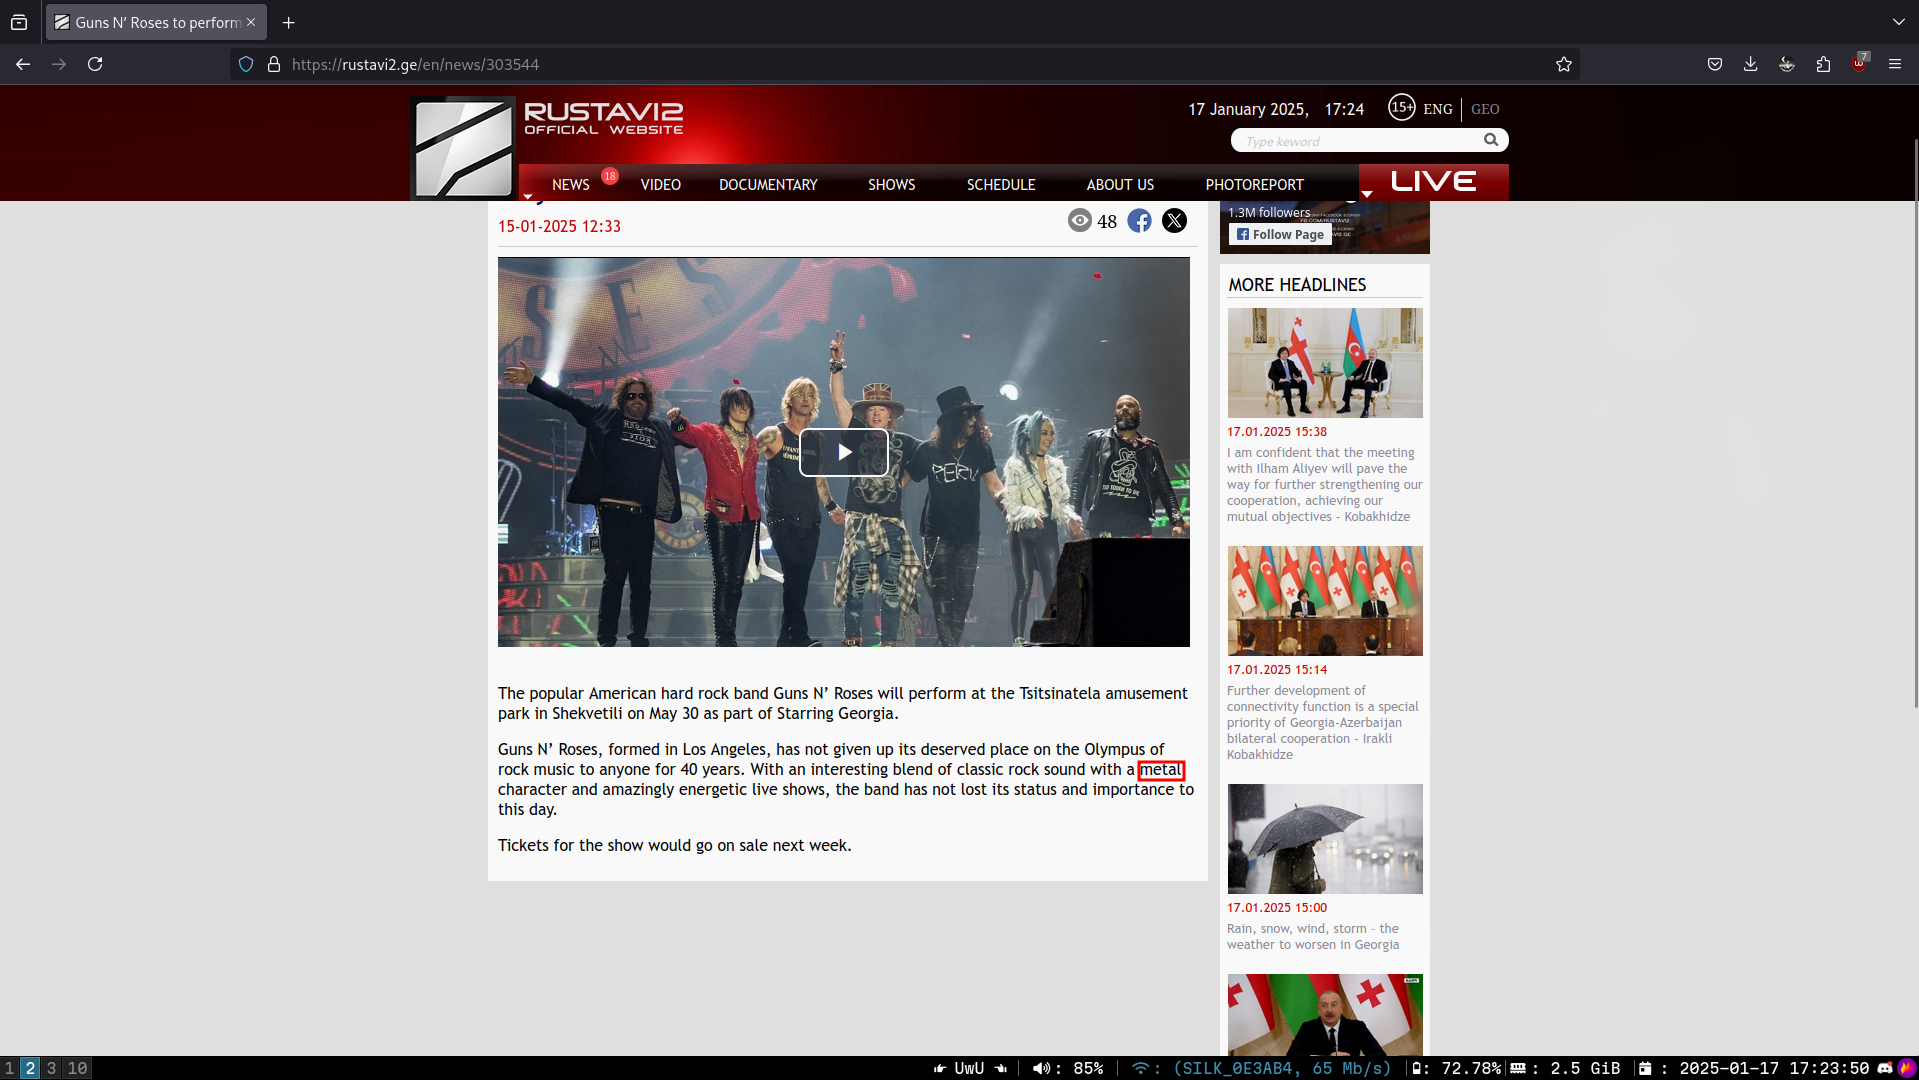 Guns N’ Roses to perform
https://rustavi2.ge/en/news/303544
7
RUSTAVI2
OFFICIAL WEBSITE
17 January 2025, 17:24
15+
ENG
GEO
Type keword
NEWS
18
VIDEO
DOCUMENTARY
SHOWS
SCHEDULE
ABOUT US
PHOTOREPORT
LIVE
15-01-2025 12:33
48
PERU
The popular American hard rock band Guns N’ Roses will perform at the Tsitsinatela amusement
park in Shekvetili on May 30 as part of Starring Georgia.
Guns N’ Roses, formed in Los Angeles, has not given up its deserved place on the Olympus of
rock music to anyone for 40 years. With an interesting blend of classic rock sound with a metal
character and amazingly energetic live shows, the band has not lost its status and importance to
this day.
Tickets for the show would go on sale next week.
1.3M followers
Follow Page
MORE HEADLINES
17.01.2025 15:38
I am confident that the meeting
with Ilham Aliyev will pave the
way for further strengthening our
cooperation, achieving our
mutual objectives - Kobakhidze
17.01.2025 15:14
Further development of
connectivity function is a special
priority of Georgia-Azerbaijan
bilateral cooperation - Irakli
Kobakhidze
17.01.2025 15:00
Rain, snow, wind, storm - the
weather to worsen in Georgia
1 2 3 10
UwU
: 85%
: (SILK_0E3AB4, 65 Mb/s)
: 72.78%
: 2.5 GiB
: 2025-01-17 17:23:50